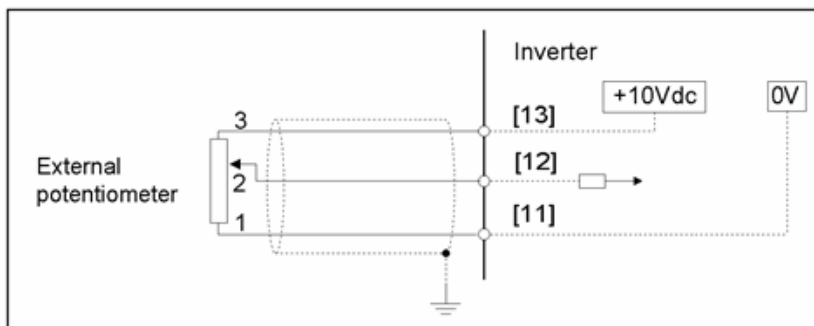 Inverter
+10Vdc
0V
3
[13]
External
potentiometer
2
[12]
1
[11]